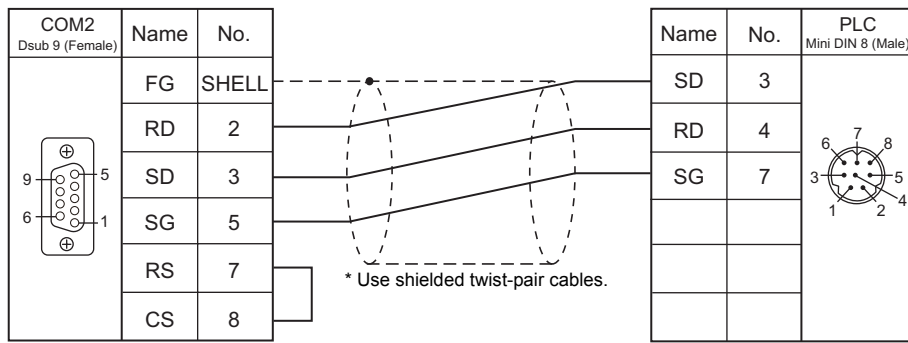 COM2
Dsub 9 (Female)
Name
No.
FG
SHELL
RD
2
SD
3
SG
5
RS
7
CS
8
9
5
6
1
* Use shielded twist-pair cables.
Name
No.
PLC
Mini DIN 8 (Male)
SD
3
RD
4
SG
7
6
7
8
3
5
4
1
2